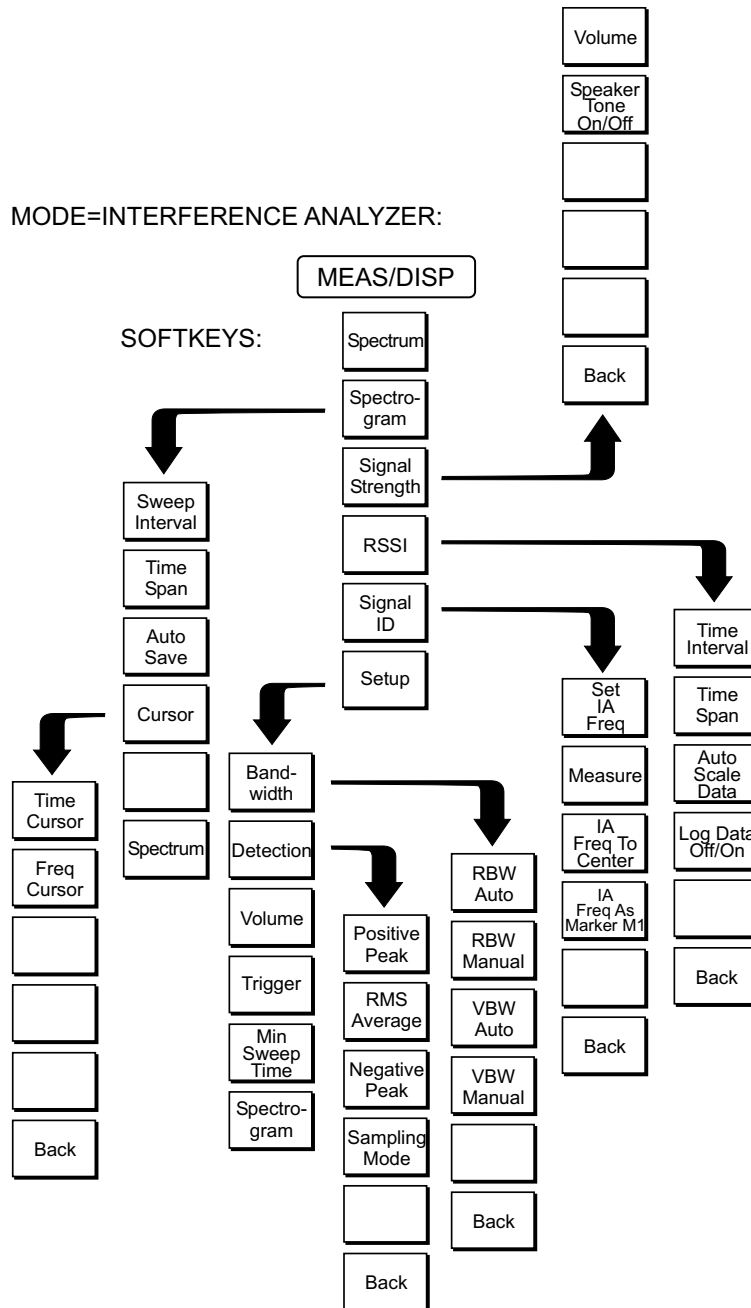 Volume
Speaker
Tone
On/Off
Back
MODE=INTERFERENCE ANALYZER:
MEAS/DISP
SOFTKEYS:
Spectrum
Spectro-
gram
Signal
Strength
RSSI
Signal
ID
Setup
Sweep
Interval
Time
Span
Auto
Save
Cursor
Spectrum
Time
Cursor
Freq
Cursor
Back
Band-
width
Detection
Volume
Trigger
Min
Sweep
Time
Spectro-
gram
Positive
Peak
RMS
Average
Negative
Peak
Sampling
Mode
Back
RBW
Auto
RBW
Manual
VBW
Auto
VBW
Manual
Back
Set
IA
Freq
Measure
IA
Freq To
Center
IA
Freq As
Marker M1
Back
Time
Interval
Time
Span
Auto
Scale
Data
Log Data
Off/On
Back